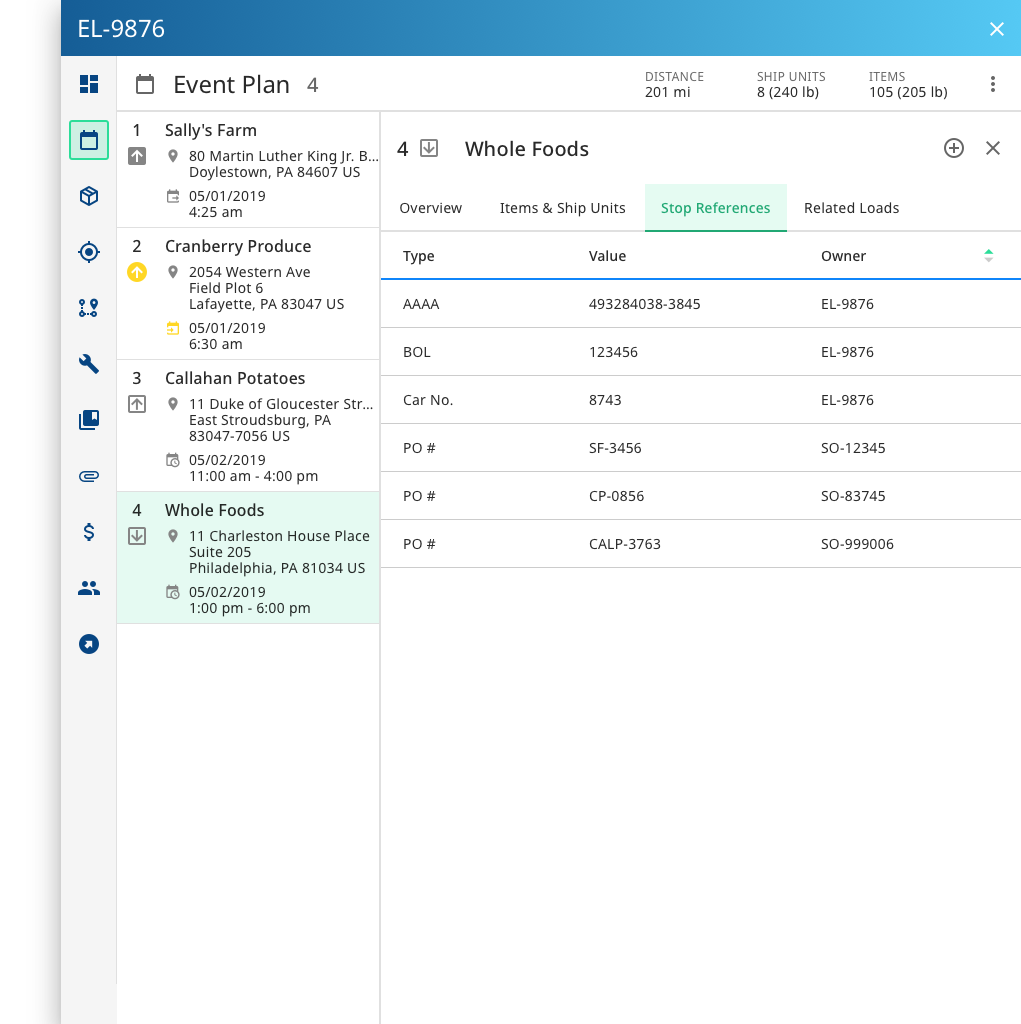 EL-9876
Event Plan 4
DISTANCE
201 mi
SHIP UNITS
8 (240 lb)
ITEMS
105 (205 lb)
1 Sally's Farm
80 Martin Luther King Jr. B...
Doylestown, PA 84607 US
05/01/2019
4:25 am
2 Cranberry Produce
2054 Western Ave
Field Plot 6
Lafayette, PA 83047 US
05/01/2019
6:30 am
3 Callahan Potatoes
11 Duke of Gloucester Str...
East Stroudsburg, PA
83047-7056 US
05/02/2019
11:00 am - 4:00 pm
4 Whole Foods
11 Charleston House Place
Suite 205
Philadelphia, PA 81034 US
05/02/2019
1:00 pm - 6:00 pm
4 Whole Foods
Overview Items & Ship Units Stop References Related Loads
Type Value Owner
AAAA 493284038-3845 EL-9876
BOL 123456 EL-9876
Car No. 8743 EL-9876
PO # SF-3456 SO-12345
PO # CP-0856 SO-83745
PO # CALP-3763 SO-999006